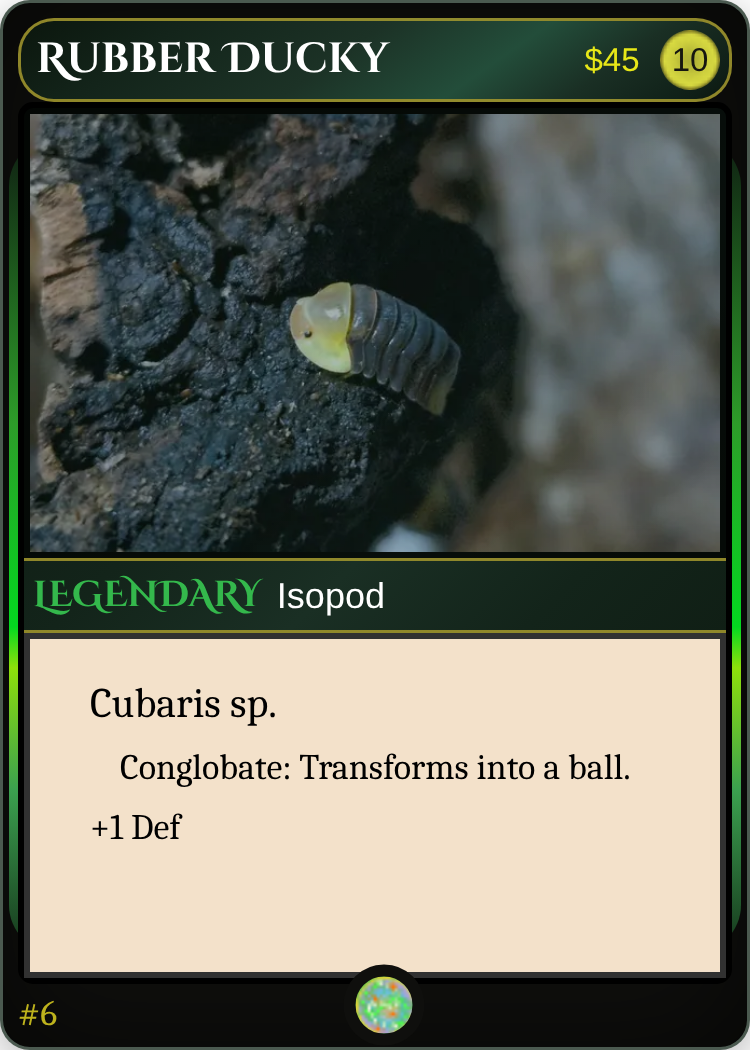 Rubber Ducky $45 10
Legendary Isopod
Cubaris sp.
Conglobate: Transforms into a ball.
+1 Def
#6